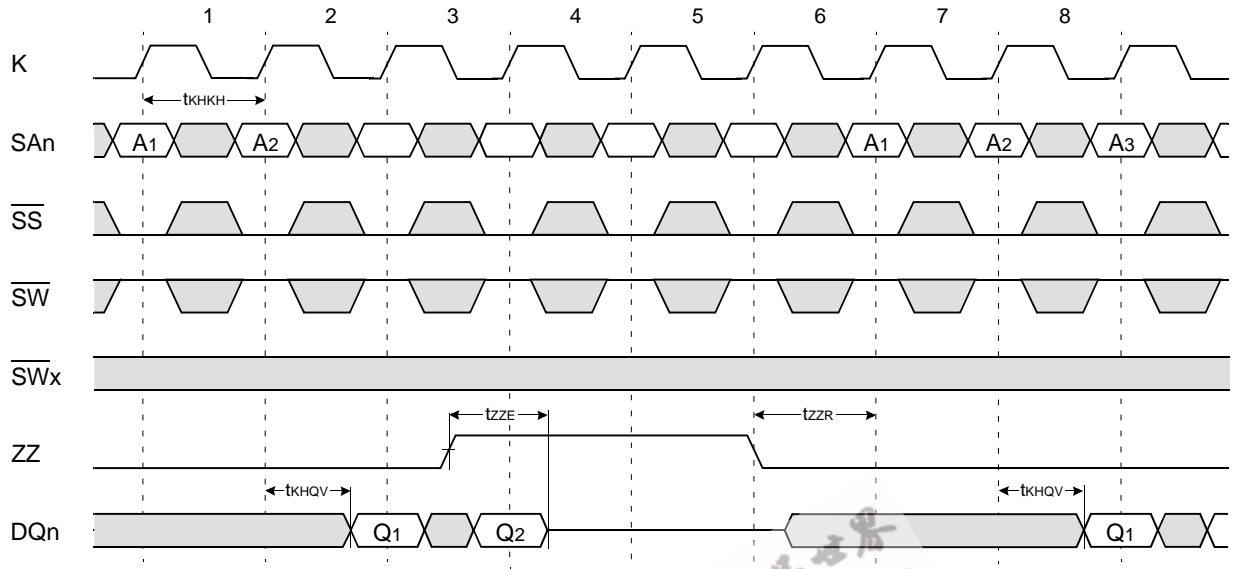 1 2 3 4 5 6 7 8
K
tKHKH
SAn A1 A2 A1 A2 A3
SS
SW
SWx
tZZE tZZR
ZZ
tKHQV tKHQV
DQn Q1 Q2 Q1